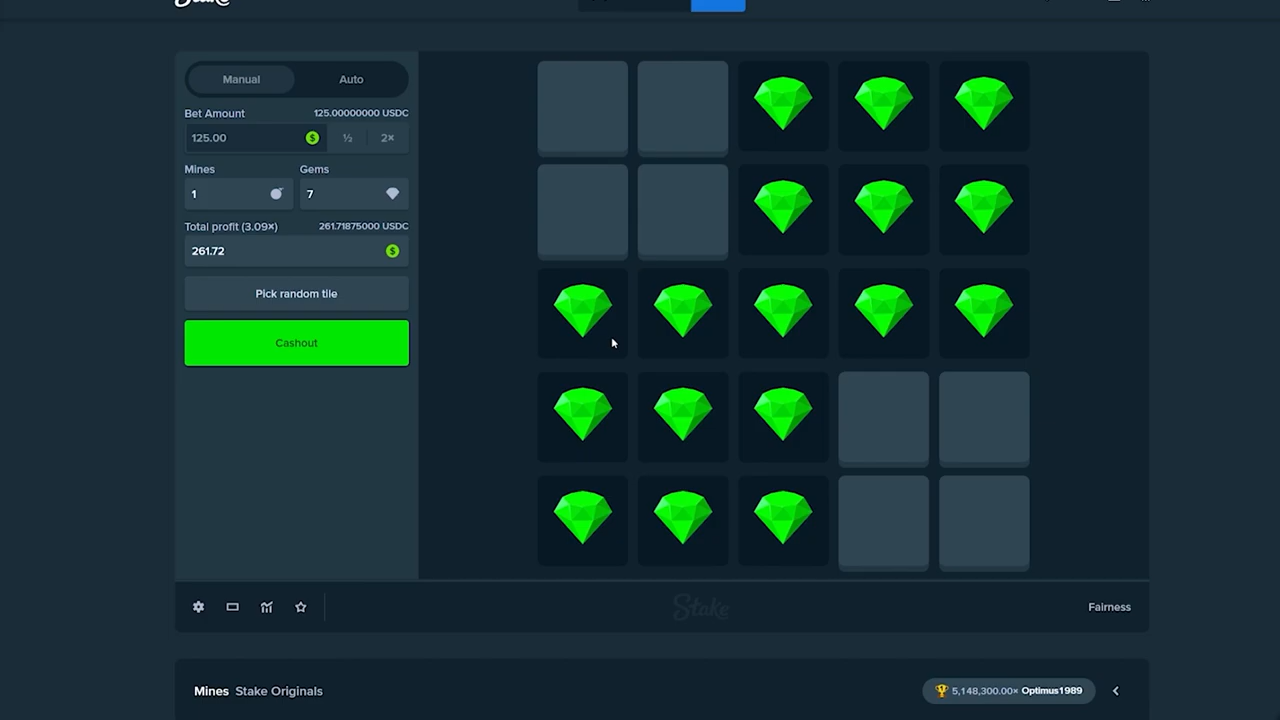 Stake
Manual
Auto
Bet Amount
125.00000000 USDC
125.00
$
½
2×
Mines
Gems
1
7
Total profit (3.09×)
261.71875000 USDC
261.72
$
Pick random tile
Cashout
Stake
Fairness
Mines
Stake Originals
5,148,300.00× Optimus1989